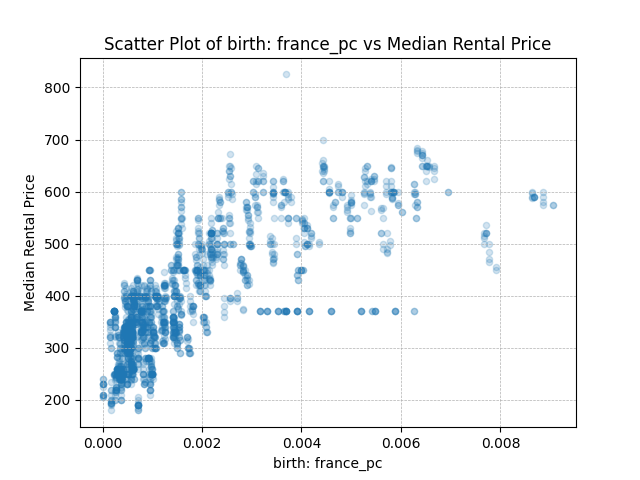 Scatter Plot of birth: france_pc vs Median Rental Price
800
700
600
500
400
300
200
Median Rental Price
0.000 0.002 0.004 0.006 0.008
birth: france_pc